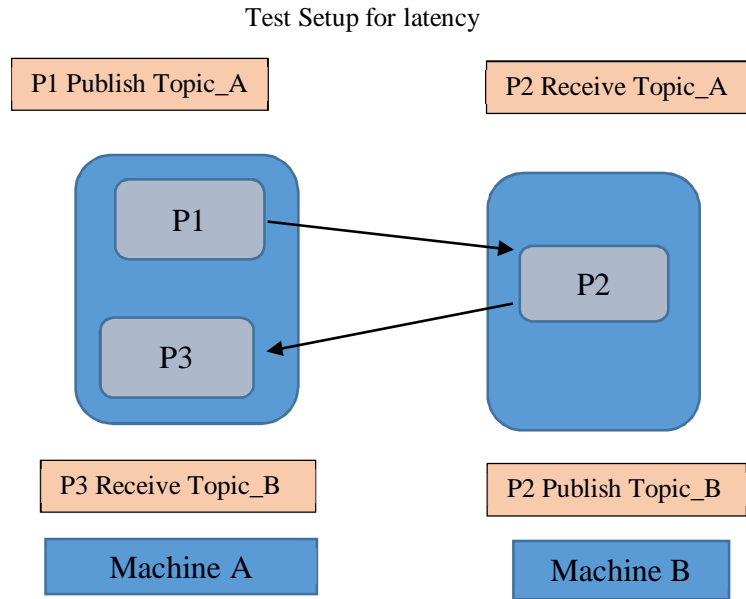 Test Setup for latency
P1 Publish Topic_A
P2 Receive Topic_A
P1
P2
P3
P3 Receive Topic_B
P2 Publish Topic_B
Machine A
Machine B